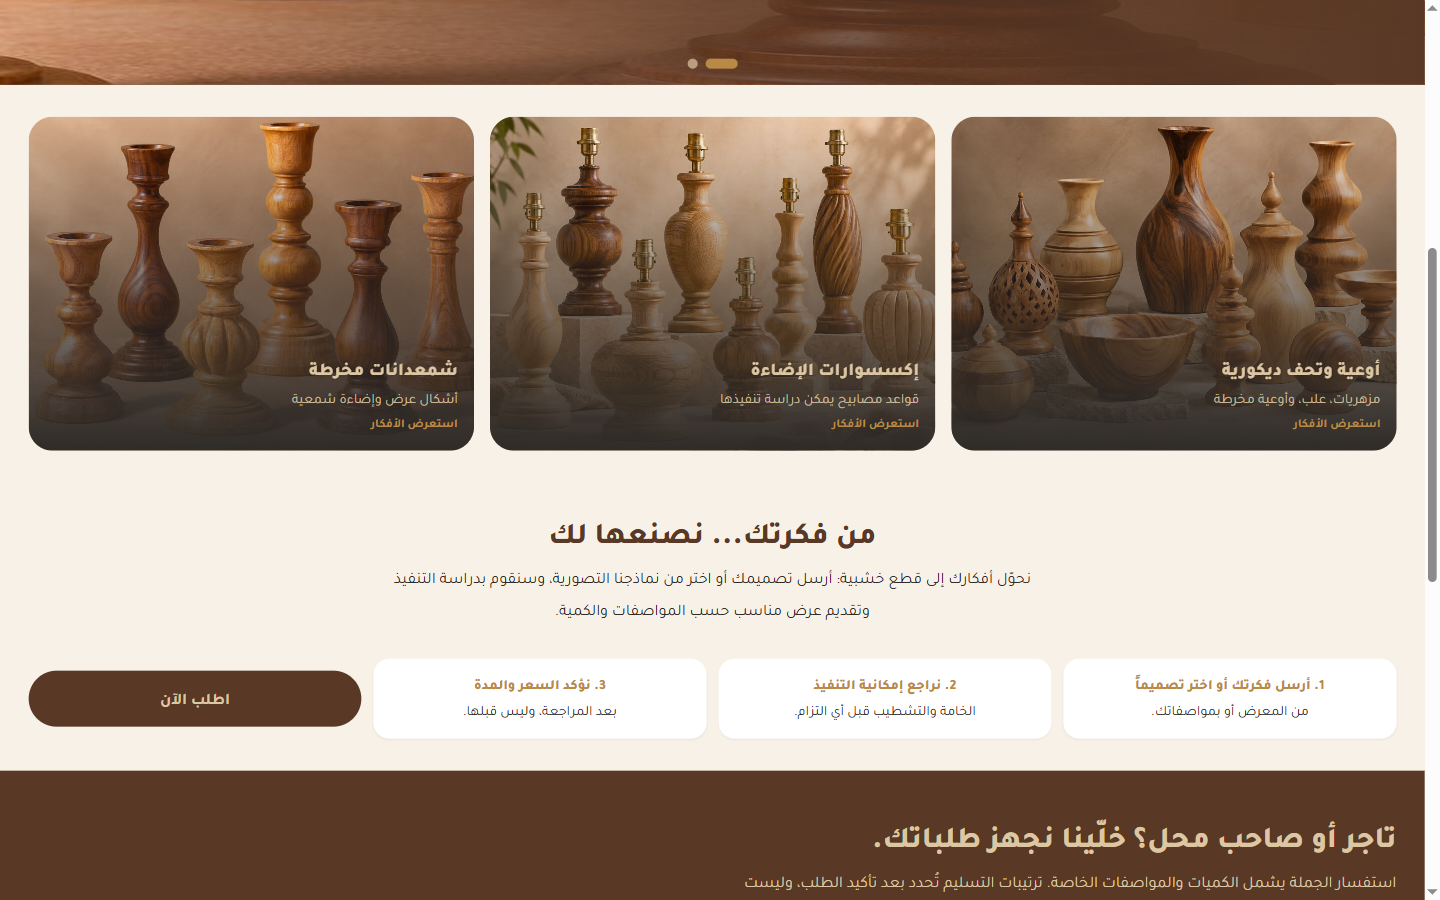 أوعية وتحف ديكورية
مزهريات، علب، وأوعية مخرطة
استعرض الأفكار
إكسسوارات الإضاءة
قواعد مصابيح يمكن دراسة تنفيذها
استعرض الأفكار
شمعدانات مخرطة
أشكال عرض وإضاءة شمعية
استعرض الأفكار
من فكرتك... نصنعها لك
نحوّل أفكارك إلى قطع خشبية: أرسل تصميمك أو اختر من نماذجنا التصورية، وسنقوم بدراسة التنفيذ
وتقديم عرض مناسب حسب المواصفات والكمية.
1. أرسل فكرتك أو اختر تصميماً
من المعرض أو بمواصفاتك.
2. نراجع إمكانية التنفيذ
الخامة والتشطيب قبل أي التزام.
3. نؤكد السعر والمدة
بعد المراجعة، وليس قبلها.
اطلب الآن
تاجر أو صاحب محل؟ خلّينا نجهز طلباتك.
استفسار الجملة يشمل الكميات والمواصفات الخاصة. ترتيبات التسليم تُحدد بعد تأكيد الطلب، وليست